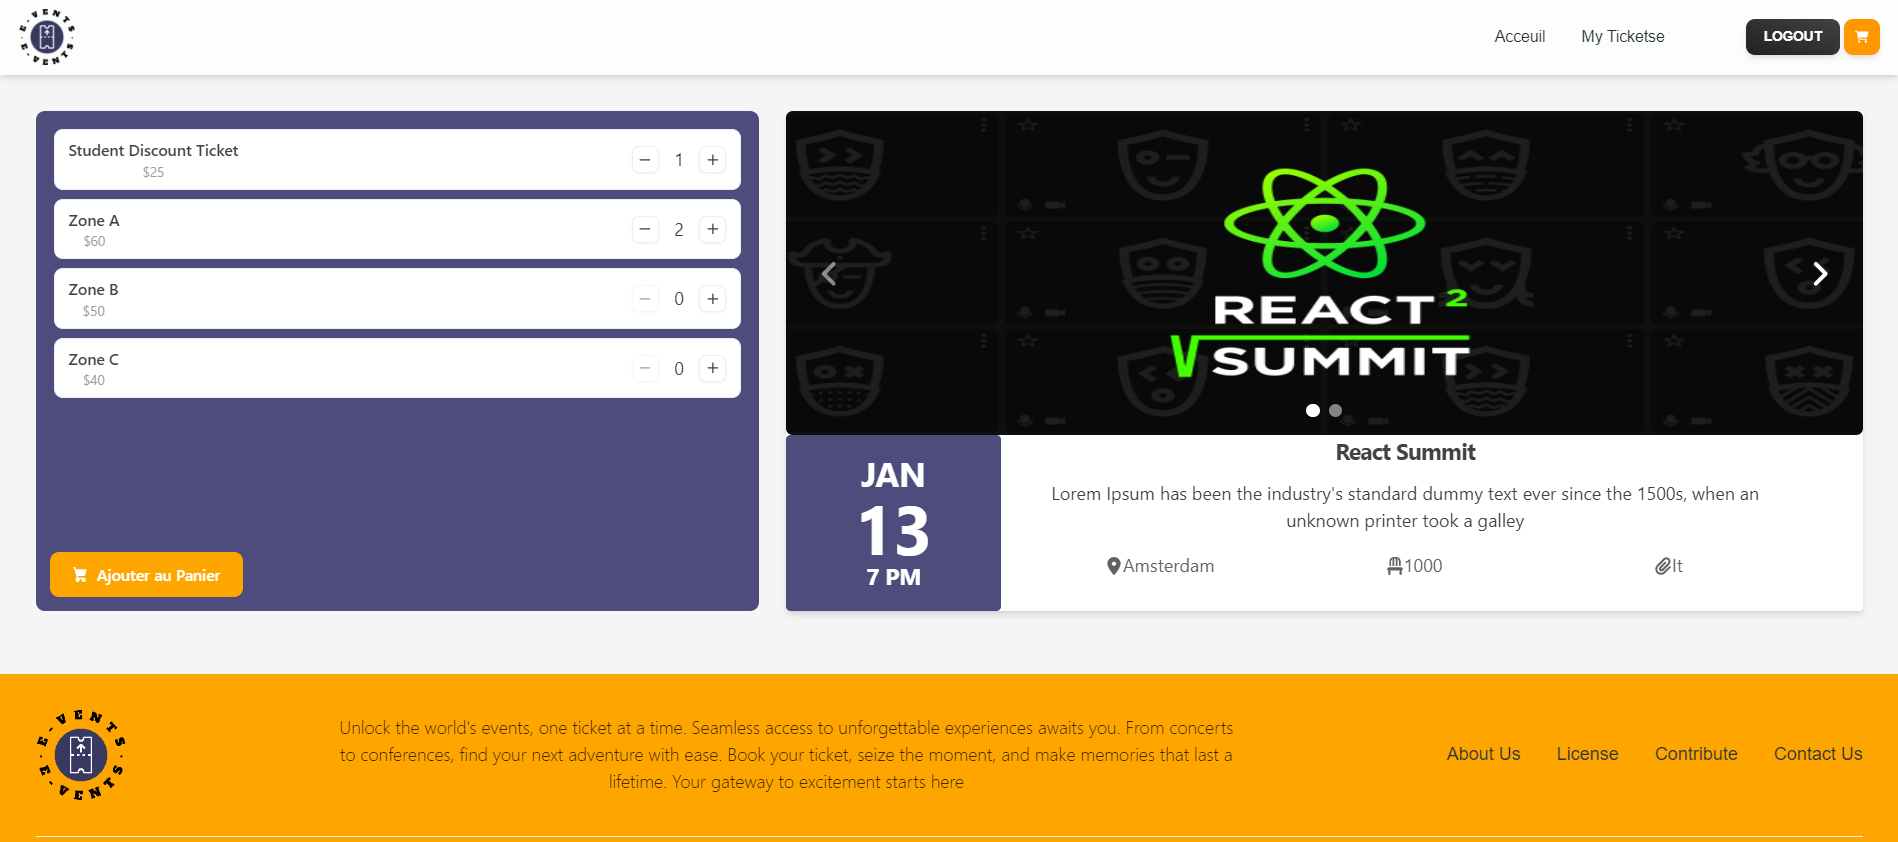 E-VENTS
E-VENTS
Acceuil
My Ticketse
LOGOUT
Student Discount Ticket
$25
1
Zone A
$60
2
Zone B
$50
0
Zone C
$40
0
Ajouter au Panier
REACT 2
SUMMIT
JAN
13
7 PM
React Summit
Lorem Ipsum has been the industry's standard dummy text ever since the 1500s, when an
unknown printer took a galley
Amsterdam
1000
It
E-VENTS
E-VENTS
Unlock the world's events, one ticket at a time. Seamless access to unforgettable experiences awaits you. From concerts
to conferences, find your next adventure with ease. Book your ticket, seize the moment, and make memories that last a
lifetime. Your gateway to excitement starts here
About Us
License
Contribute
Contact Us